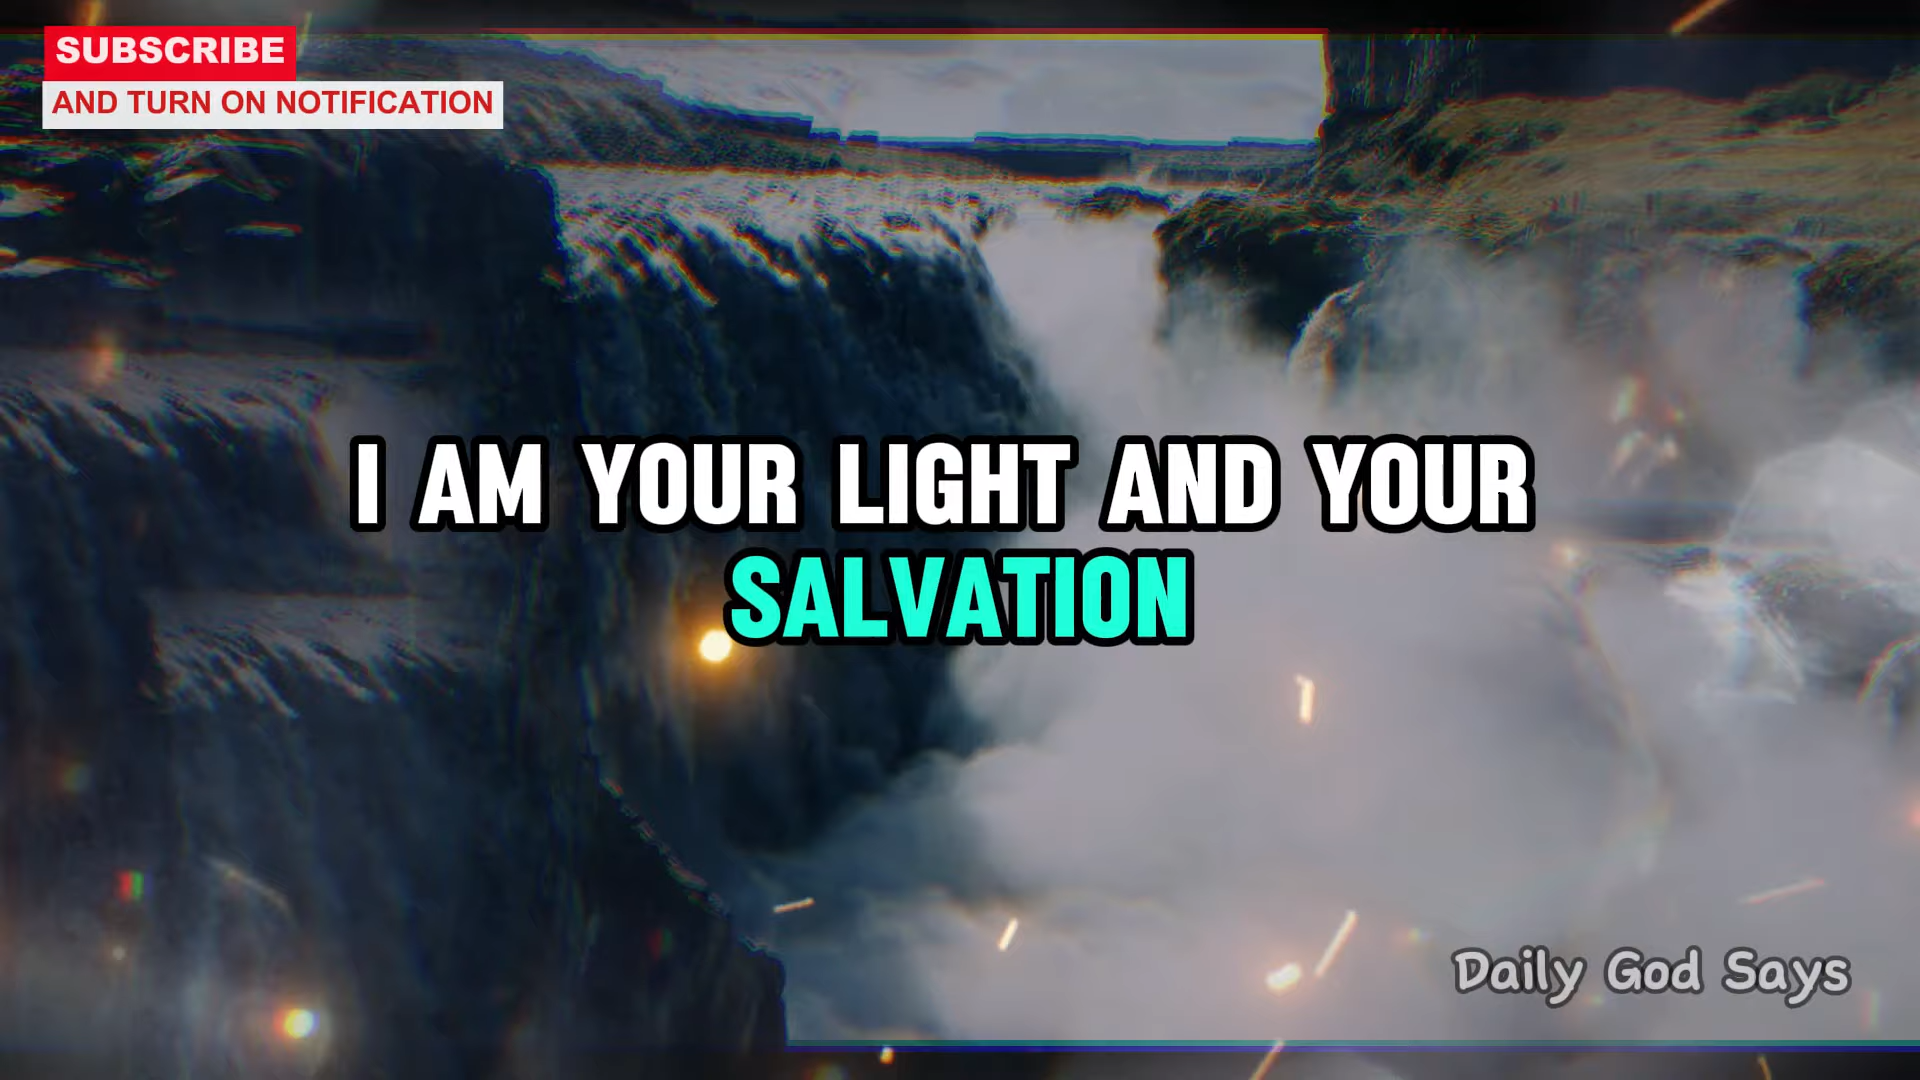 SUBSCRIBE
AND TURN ON NOTIFICATION
I AM YOUR LIGHT AND YOUR
SALVATION
Daily God Says